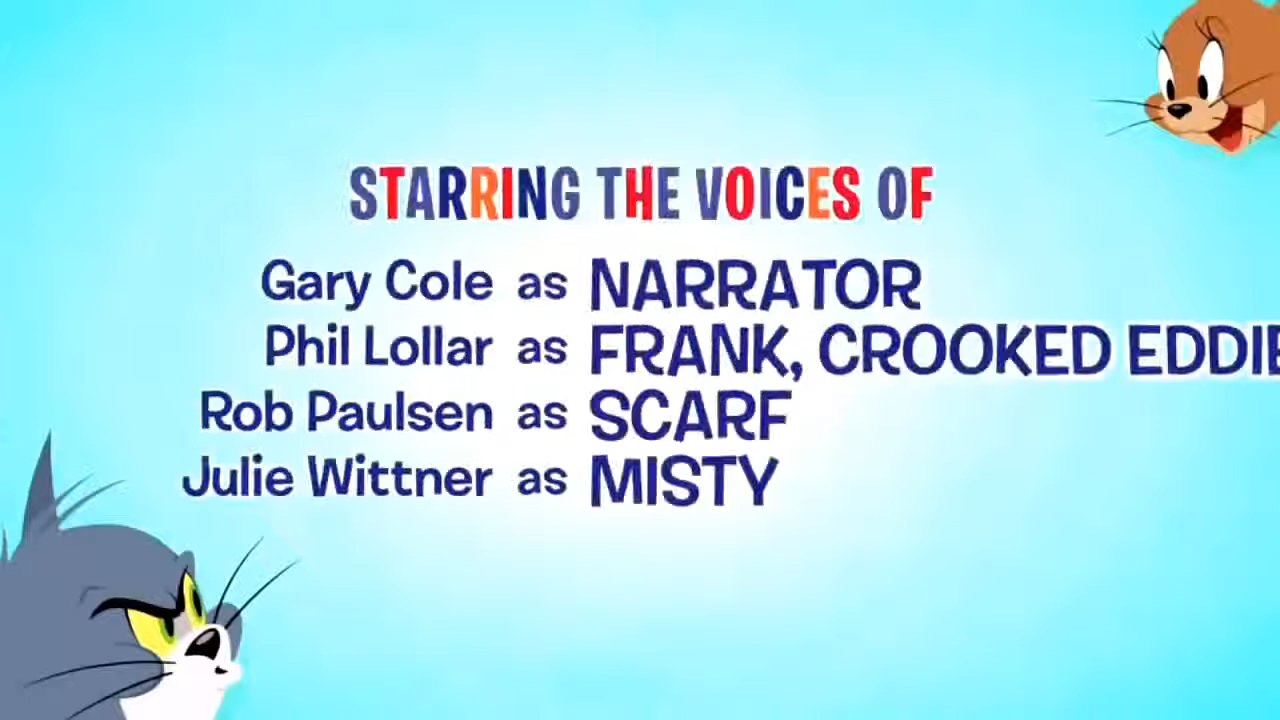 STARRING THE VOICES OF
Gary Cole as NARRATOR
Phil Lollar as FRANK, CROOKED EDDIE
Rob Paulsen as SCARF
Julie Wittner as MISTY